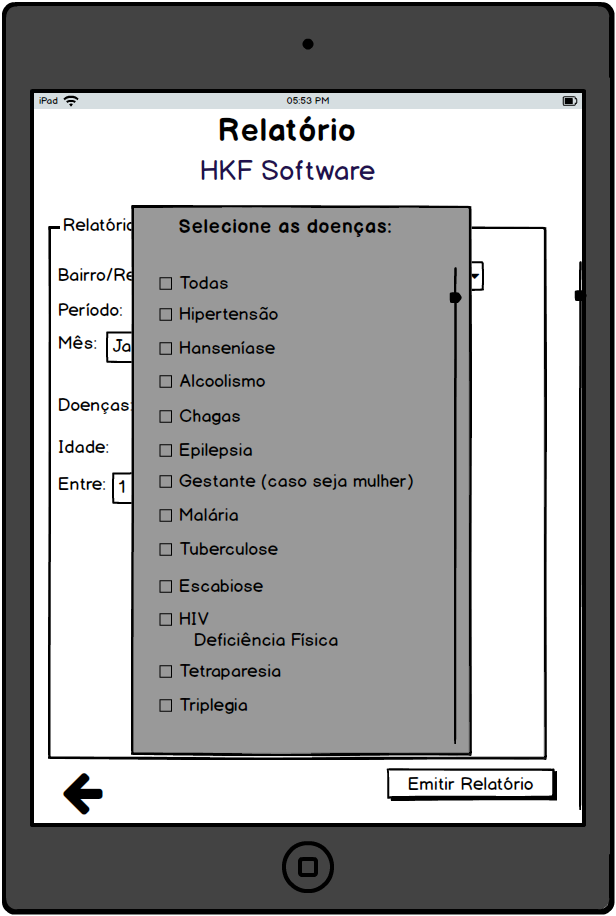 iPad 05:53 PM
Relatório
HKF Software
Relatóri
Selecione as doenças:
Bairro/Re
Período:
Mês: Ja
Doenças:
Idade:
Entre: 1
Todas
Hipertensão
Hanseníase
Alcoolismo
Chagas
Epilepsia
Gestante (caso seja mulher)
Malária
Tuberculose
Escabiose
HIV
Deficiência Física
Tetraparesia
Triplegia
Emitir Relatório